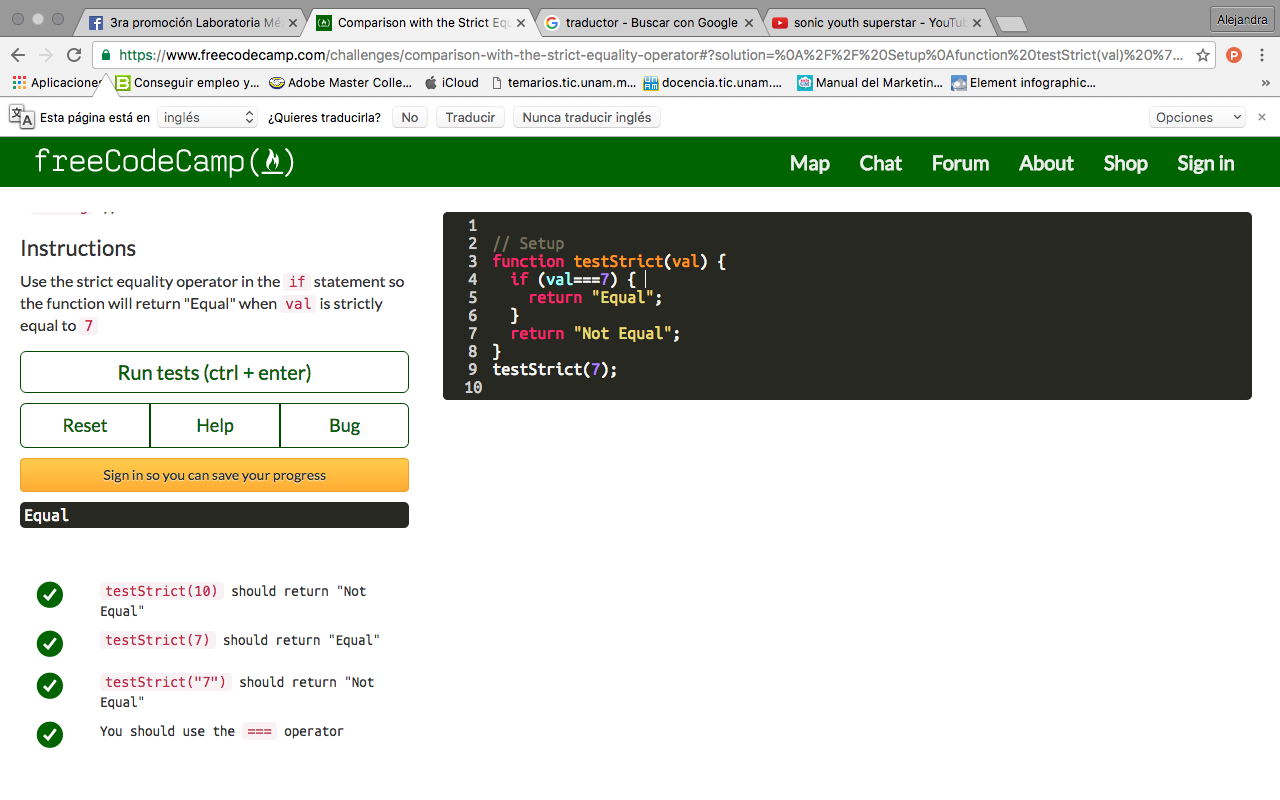 3ra promoción Laboratoria Mé
Comparison with the Strict Equ
traductor - Buscar con Google
sonic youth superstar - YouTub
Alejandra
https://www.freecodecamp.com/challenges/comparison-with-the-strict-equality-operator#?solution=%0A%2F%2F%20Setup%0Afunction%20testStrict(val)%20%7...
Aplicaciones
Conseguir empleo y...
Adobe Master Colle...
iCloud
temarios.tic.unam.m...
docencia.tic.unam....
Manual del Marketin...
Element infographic...
»
Esta página está en
inglés
¿Quieres traducirla?
No
Traducir
Nunca traducir inglés
Opciones
freeCodeCamp
Map
Chat
Forum
About
Shop
Sign in
Instructions
Use the strict equality operator in the if statement so
the function will return "Equal" when val is strictly
equal to 7
Run tests (ctrl + enter)
Reset
Help
Bug
Sign in so you can save your progress
Equal
testStrict(10) should return "Not
Equal"
testStrict(7) should return "Equal"
testStrict("7") should return "Not
Equal"
You should use the === operator
1
2 // Setup
3 function testStrict(val) {
4 if (val===7) {
5 return "Equal";
6 }
7 return "Not Equal";
8 }
9 testStrict(7);
10